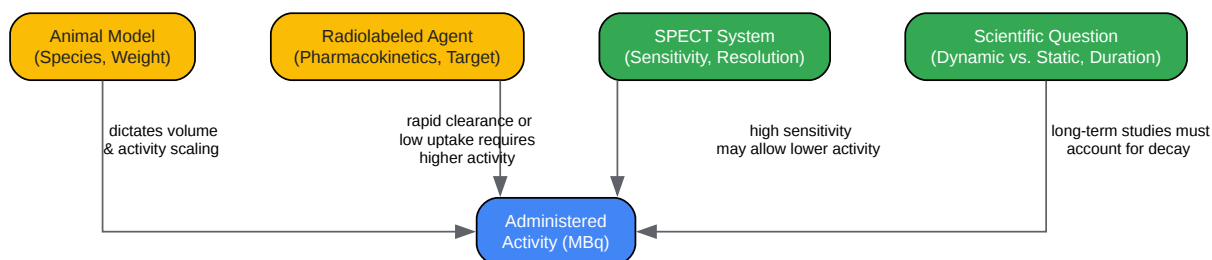 Animal Model
(Species, Weight)
Radiolabeled Agent
(Pharmacokinetics, Target)
SPECT System
(Sensitivity, Resolution)
Scientific Question
(Dynamic vs. Static, Duration)
dictates volume
& activity scaling
rapid clearance or
low uptake requires
higher activity
high sensitivity
may allow lower activity
long-term studies must
account for decay
Administered
Activity (MBq)